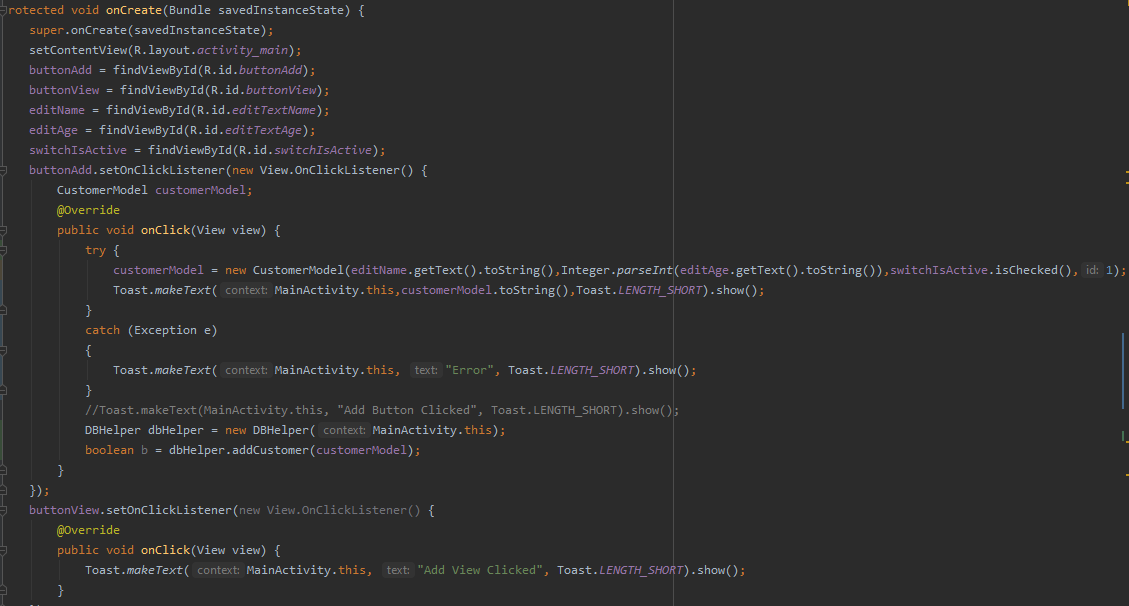 rotected void onCreate(Bundle savedInstanceState) {
super.onCreate(savedInstanceState);
setContentView(R.layout.activity_main);
buttonAdd = findViewById(R.id.buttonAdd);
buttonView = findViewById(R.id.buttonView);
editName = findViewById(R.id.editTextName);
editAge = findViewById(R.id.editTextAge);
switchIsActive = findViewById(R.id.switchIsActive);
buttonAdd.setOnClickListener(new View.OnClickListener() {
CustomerModel customerModel;
@Override
public void onClick(View view) {
try {
customerModel = new CustomerModel(editName.getText().toString(),Integer.parseInt(editAge.getText().toString()),switchIsActive.isChecked(), id: 1);
Toast.makeText( context: MainActivity.this,customerModel.toString(),Toast.LENGTH_SHORT).show();
}
catch (Exception e)
{
Toast.makeText( context: MainActivity.this, text: "Error", Toast.LENGTH_SHORT).show();
}
//Toast.makeText(MainActivity.this, "Add Button Clicked", Toast.LENGTH_SHORT).show();
DBHelper dbHelper = new DBHelper( context: MainActivity.this);
boolean b = dbHelper.addCustomer(customerModel);
}
});
buttonView.setOnClickListener(new View.OnClickListener() {
@Override
public void onClick(View view) {
Toast.makeText( context: MainActivity.this, text: "Add View Clicked", Toast.LENGTH_SHORT).show();
}